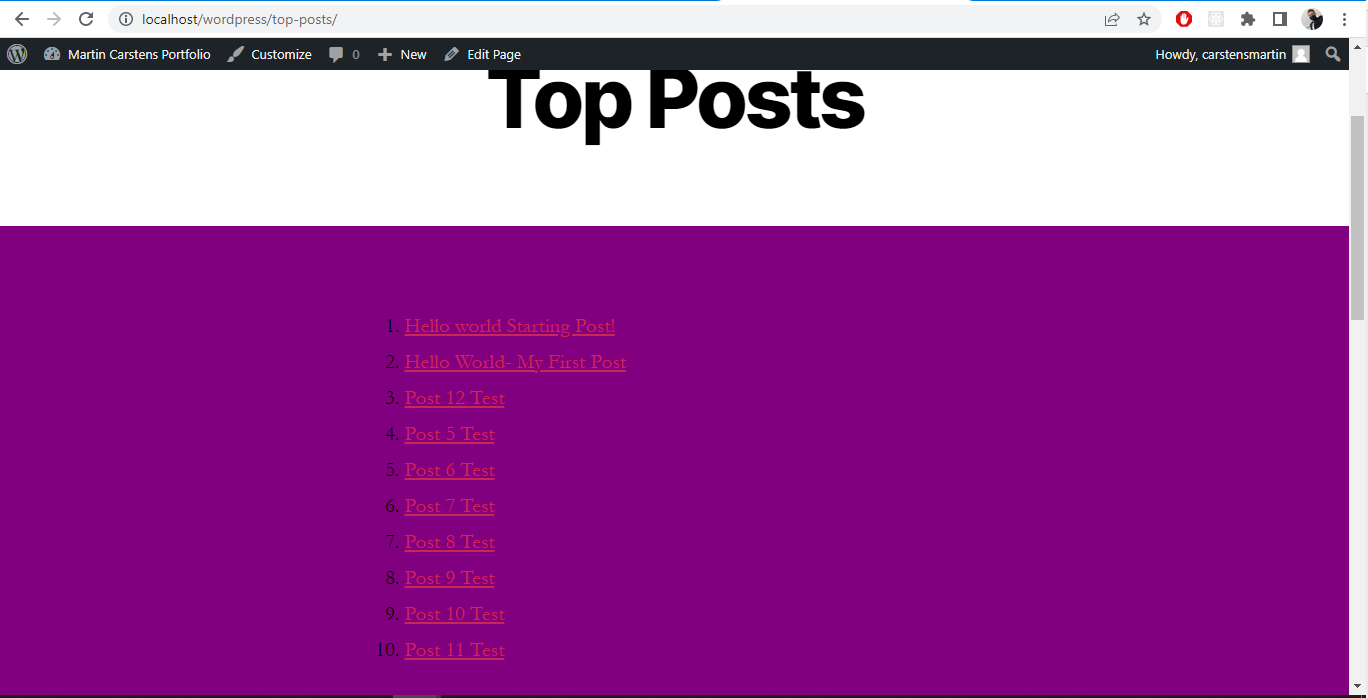 localhost/wordpress/top-posts/
Martin Carstens Portfolio Customize 0 New Edit Page Howdy, carstensmartin
Top Posts
1. Hello world Starting Post!
2. Hello World- My First Post
3. Post 12 Test
4. Post 5 Test
5. Post 6 Test
6. Post 7 Test
7. Post 8 Test
8. Post 9 Test
9. Post 10 Test
10. Post 11 Test